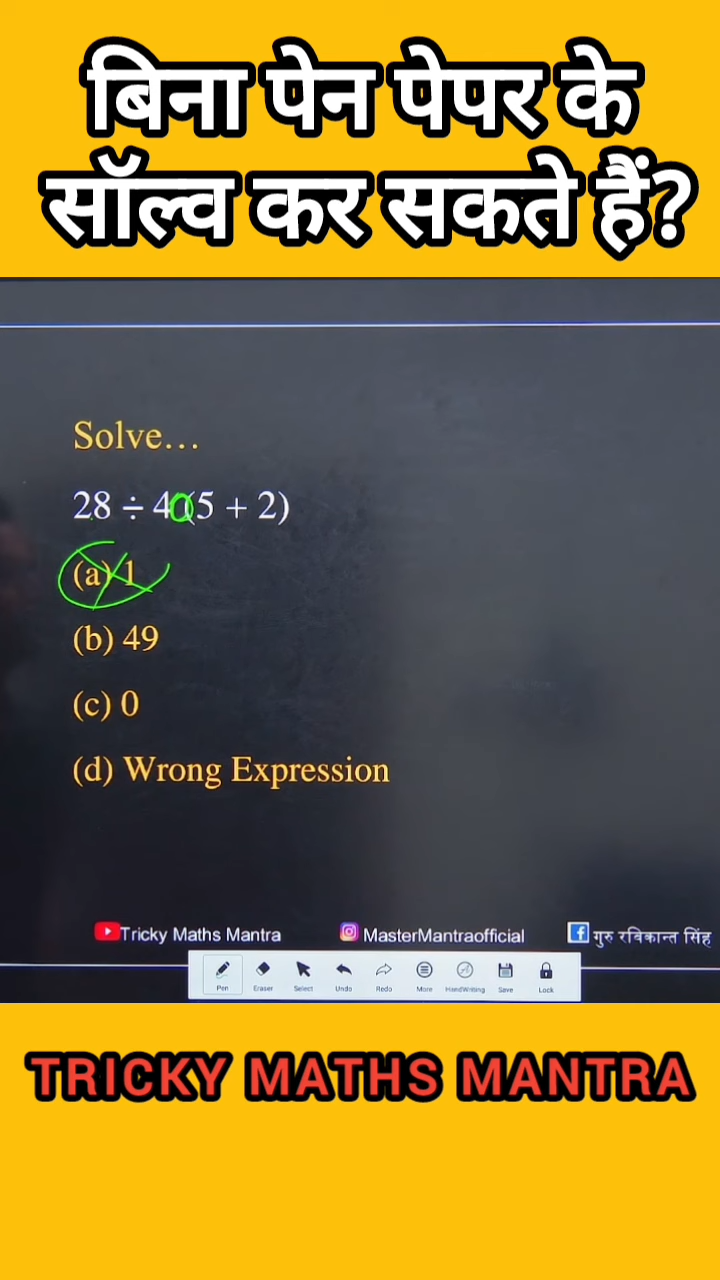 बिना पेन पेपर के
सॉल्व कर सकते हैं?
Solve...
28 ÷ 4(5 + 2)
(a) 1
(b) 49
(c) 0
(d) Wrong Expression
Tricky Maths Mantra MasterMantraofficial गुरु रविकान्त सिंह
Pen Eraser Select Undo Redo More HandWriting Save Lock
TRICKY MATHS MANTRA